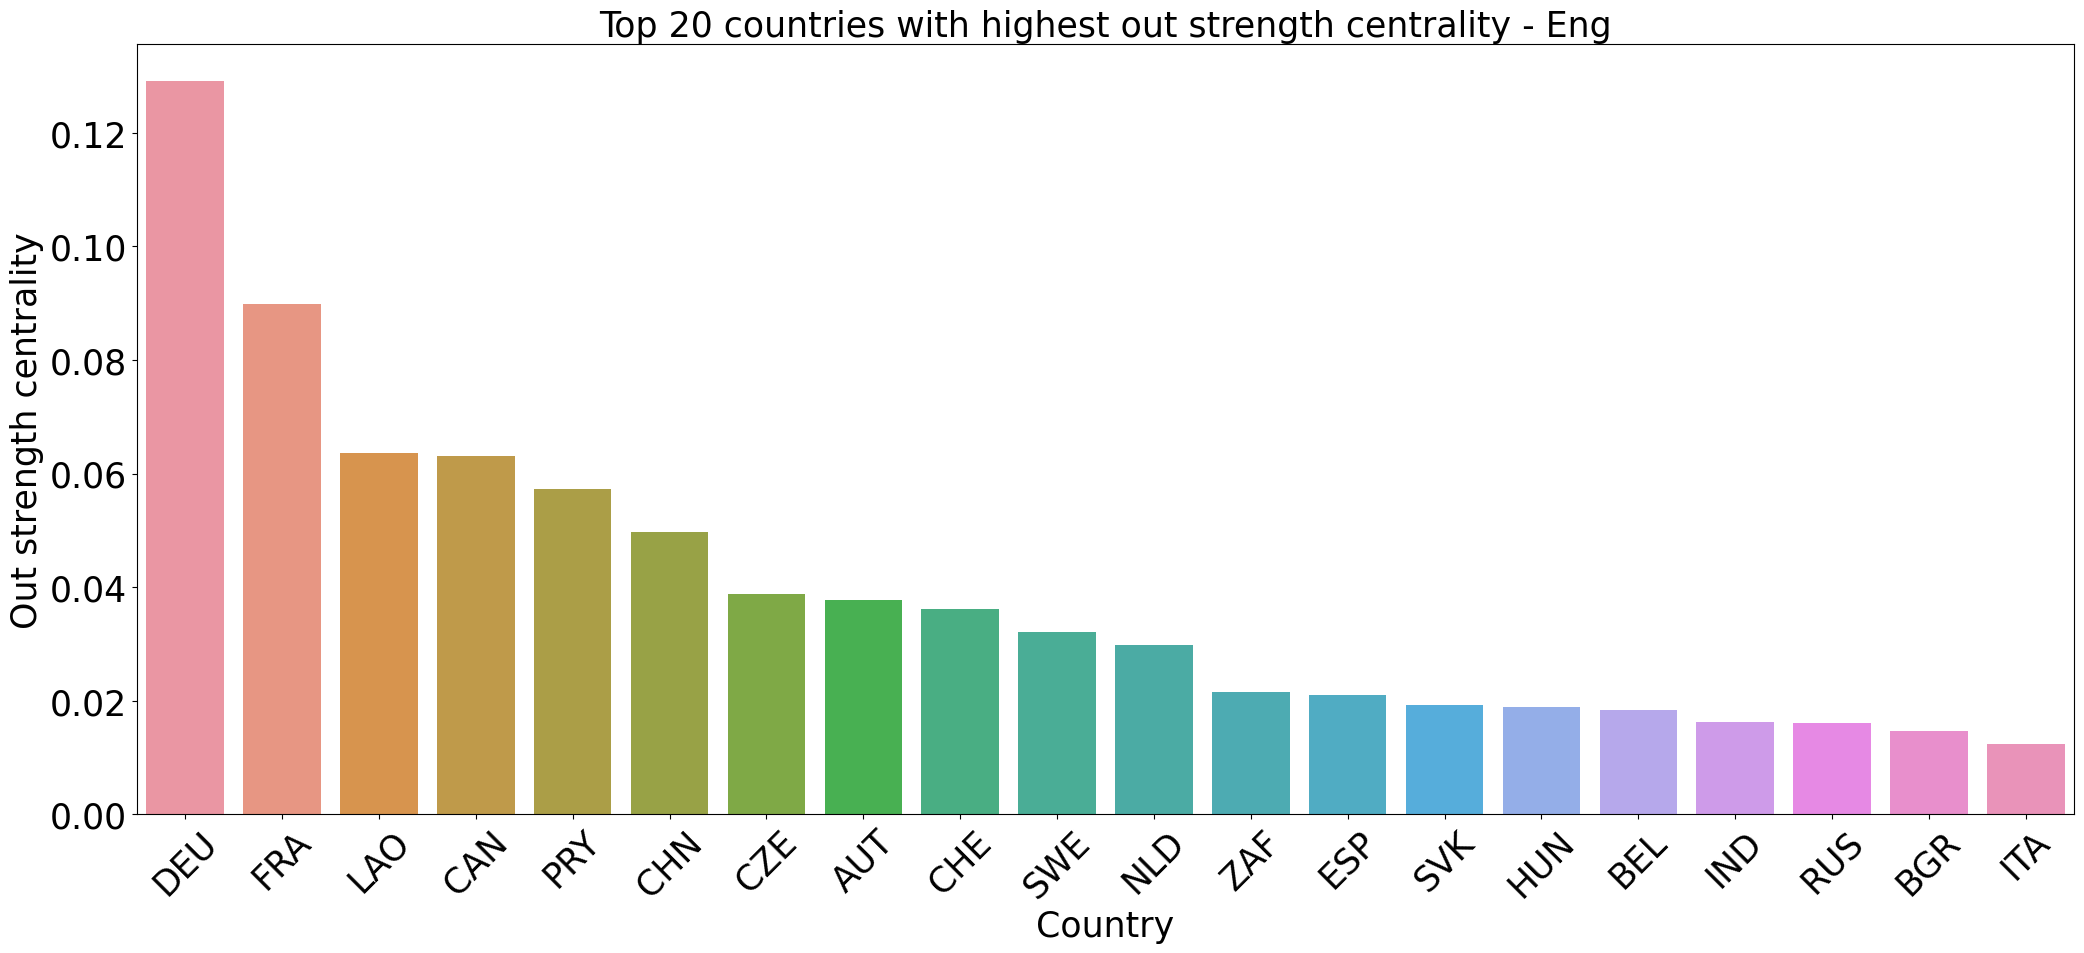 Top 20 countries with highest out strength centrality - Eng
Out strength centrality
0.12
0.10
0.08
0.06
0.04
0.02
0.00
DEU FRA LAO CAN PRY CHN CZE AUT CHE SWE NLD ZAF ESP SVK HUN BEL IND RUS BGR ITA
Country